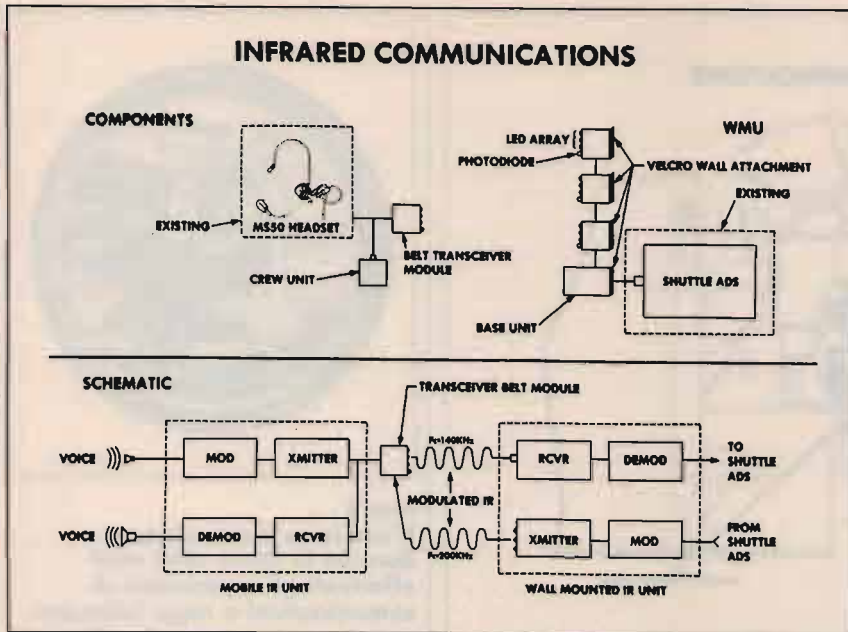 INFRARED COMMUNICATIONS
COMPONENTS
EXISTING
MS50 HEADSET
CREW UNIT
BELT TRANSCEIVER
MODULE
WMU
LED ARRAY
PHOTODIODE
VELCRO WALL ATTACHMENT
EXISTING
SHUTTLE ADS
BASE UNIT
SCHEMATIC
TRANSCEIVER BELT MODULE
VOICE
MOD
XMITTER
Fc=140KHz
RCVR
DEMOD
TO
SHUTTLE
ADS
MODULATED IR
VOICE
DEMOD
RCVR
Fc=200KHz
XMITTER
MOD
FROM
SHUTTLE
ADS
MOBILE IR UNIT
WALL MOUNTED IR UNIT